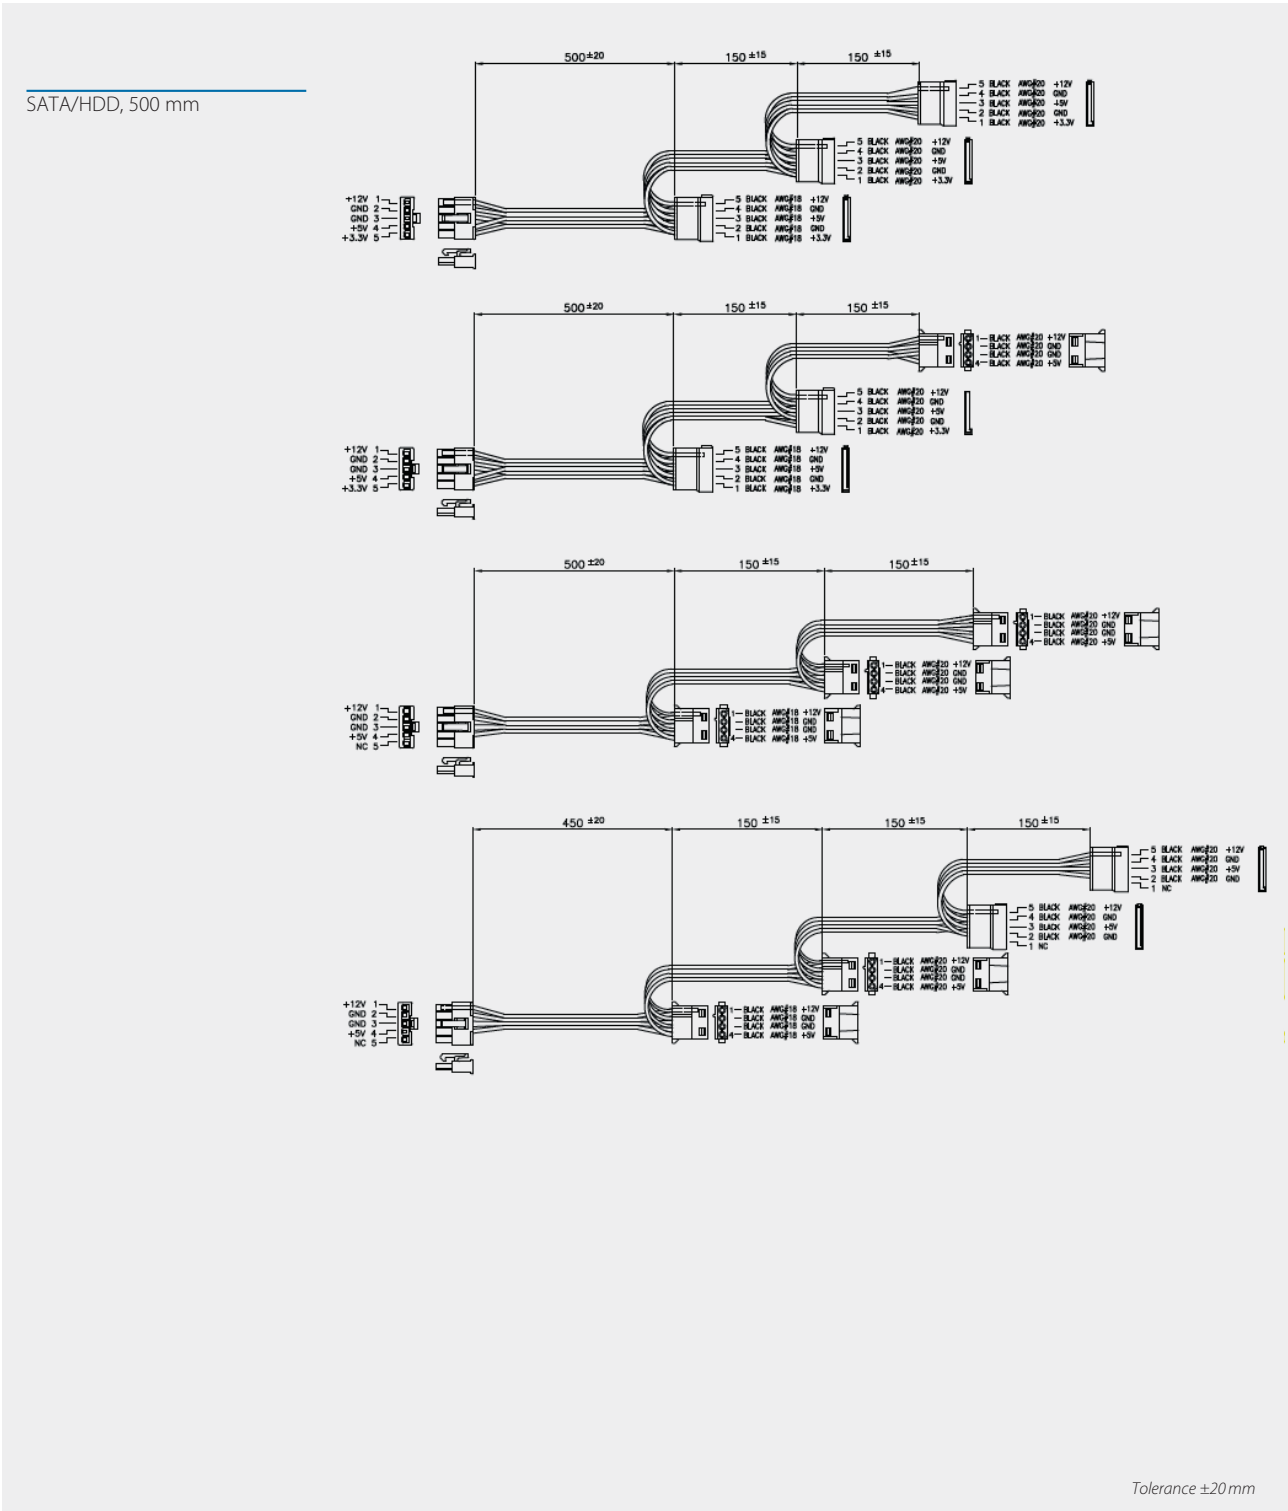 SATA/HDD, 500 mm
500±20 150 ±15 150 ±15
5 BLACK AWG#20 +12V
4 BLACK AWG#20 GND
3 BLACK AWG#20 +5V
2 BLACK AWG#20 GND
1 BLACK AWG#20 +3.3V
5 BLACK AWG#20 +12V
4 BLACK AWG#20 GND
3 BLACK AWG#20 +5V
2 BLACK AWG#20 GND
1 BLACK AWG#20 +3.3V
+12V 1
GND 2
GND 3
+5V 4
+3.3V 5
5 BLACK AWG#18 +12V
4 BLACK AWG#18 GND
3 BLACK AWG#18 +5V
2 BLACK AWG#18 GND
1 BLACK AWG#18 +3.3V
500±20 150 ±15 150 ±15
1 BLACK AWG#20 +12V
BLACK AWG#20 GND
BLACK AWG#20 GND
4 BLACK AWG#20 +5V
5 BLACK AWG#20 +12V
4 BLACK AWG#20 GND
3 BLACK AWG#20 +5V
2 BLACK AWG#20 GND
1 BLACK AWG#20 +3.3V
+12V 1
GND 2
GND 3
+5V 4
+3.3V 5
5 BLACK AWG#18 +12V
4 BLACK AWG#18 GND
3 BLACK AWG#18 +5V
2 BLACK AWG#18 GND
1 BLACK AWG#18 +3.3V
500 ±20 150 ±15 150 ±15
1 BLACK AWG#20 +12V
BLACK AWG#20 GND
BLACK AWG#20 GND
4 BLACK AWG#20 +5V
1 BLACK AWG#20 +12V
BLACK AWG#20 GND
BLACK AWG#20 GND
4 BLACK AWG#20 +5V
+12V 1
GND 2
GND 3
+5V 4
NC 5
1 BLACK AWG#18 +12V
BLACK AWG#18 GND
BLACK AWG#18 GND
4 BLACK AWG#18 +5V
450 ±20 150 ±15 150 ±15 150 ±15
5 BLACK AWG#20 +12V
4 BLACK AWG#20 GND
3 BLACK AWG#20 +5V
2 BLACK AWG#20 GND
1 NC
5 BLACK AWG#20 +12V
4 BLACK AWG#20 GND
3 BLACK AWG#20 +5V
2 BLACK AWG#20 GND
1 NC
1 BLACK AWG#20 +12V
BLACK AWG#20 GND
BLACK AWG#20 GND
4 BLACK AWG#20 +5V
+12V 1
GND 2
GND 3
+5V 4
NC 5
1 BLACK AWG#18 +12V
BLACK AWG#18 GND
BLACK AWG#18 GND
4 BLACK AWG#18 +5V
Tolerance ±20 mm